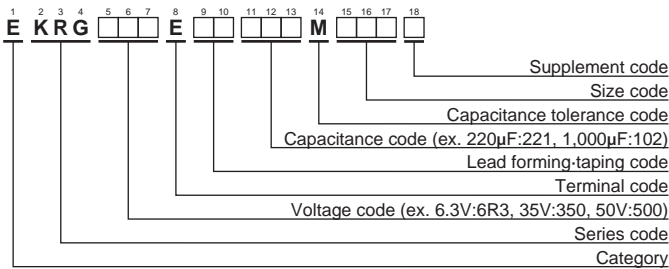 1 2 3 4 5 6 7 8 9 10 11 12 13 14 15 16 17 18
E K R G E M
Supplement code
Size code
Capacitance tolerance code
Capacitance code (ex. 220µF:221, 1,000µF:102)
Lead forming·taping code
Terminal code
Voltage code (ex. 6.3V:6R3, 35V:350, 50V:500)
Series code
Category